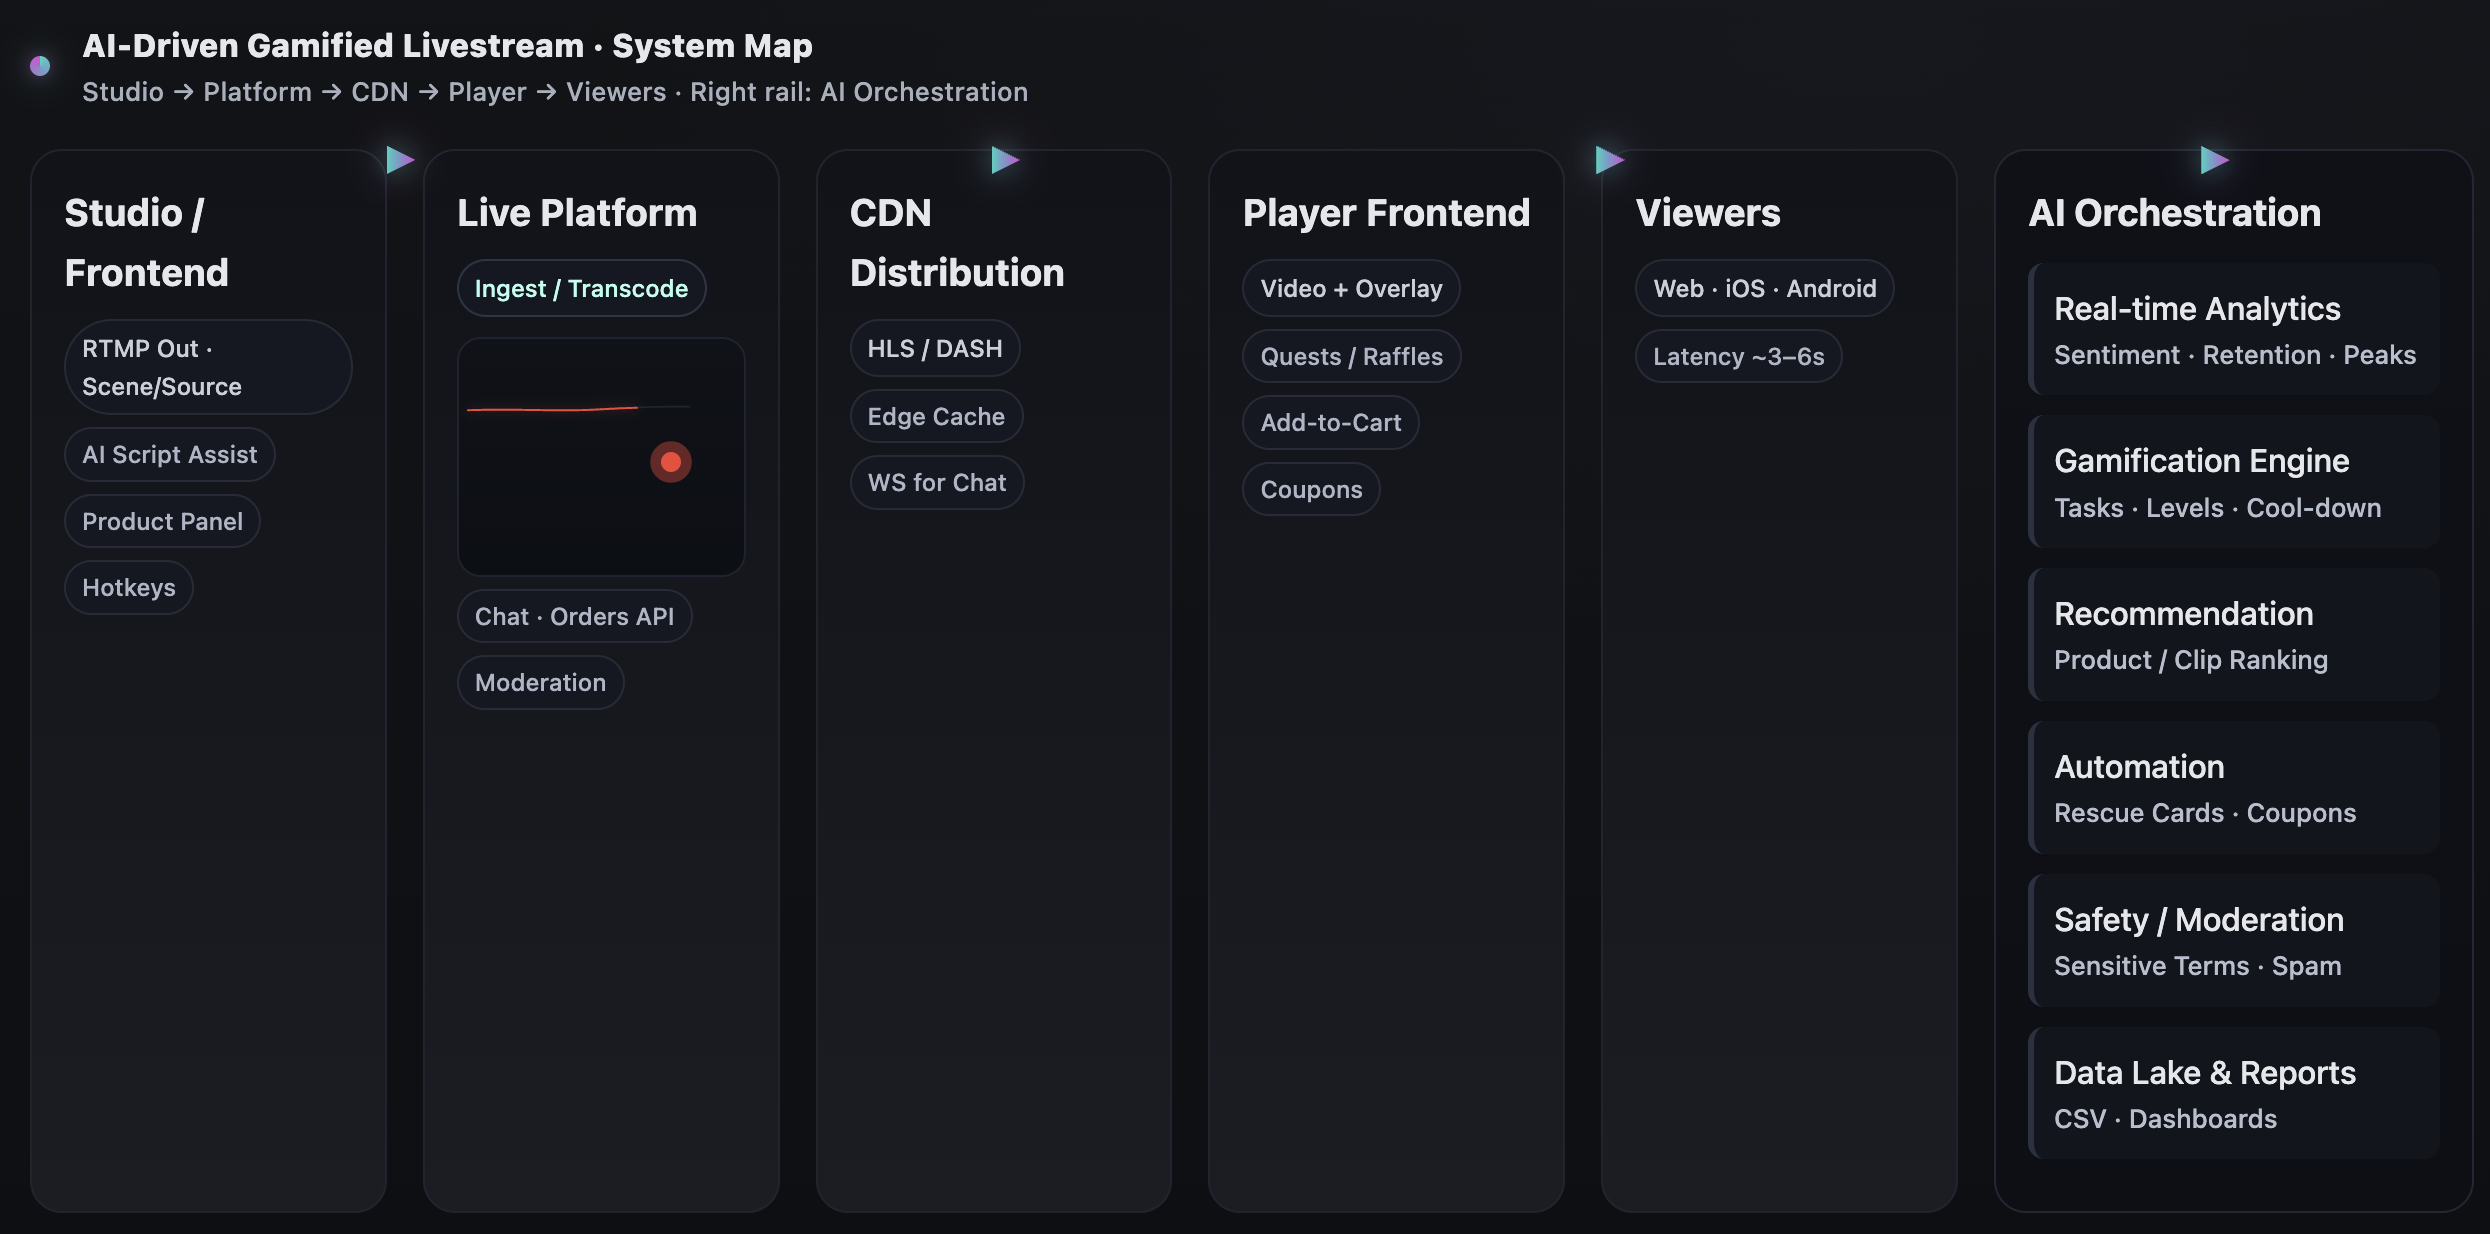 AI-Driven Gamified Livestream · System Map
Studio → Platform → CDN → Player → Viewers · Right rail: AI Orchestration
Studio /
Frontend
RTMP Out ·
Scene/Source
AI Script Assist
Product Panel
Hotkeys
Live Platform
Ingest / Transcode
Chat · Orders API
Moderation
CDN
Distribution
HLS / DASH
Edge Cache
WS for Chat
Player Frontend
Video + Overlay
Quests / Raffles
Add-to-Cart
Coupons
Viewers
Web · iOS · Android
Latency ~3–6s
AI Orchestration
Real-time Analytics
Sentiment · Retention · Peaks
Gamification Engine
Tasks · Levels · Cool-down
Recommendation
Product / Clip Ranking
Automation
Rescue Cards · Coupons
Safety / Moderation
Sensitive Terms · Spam
Data Lake & Reports
CSV · Dashboards